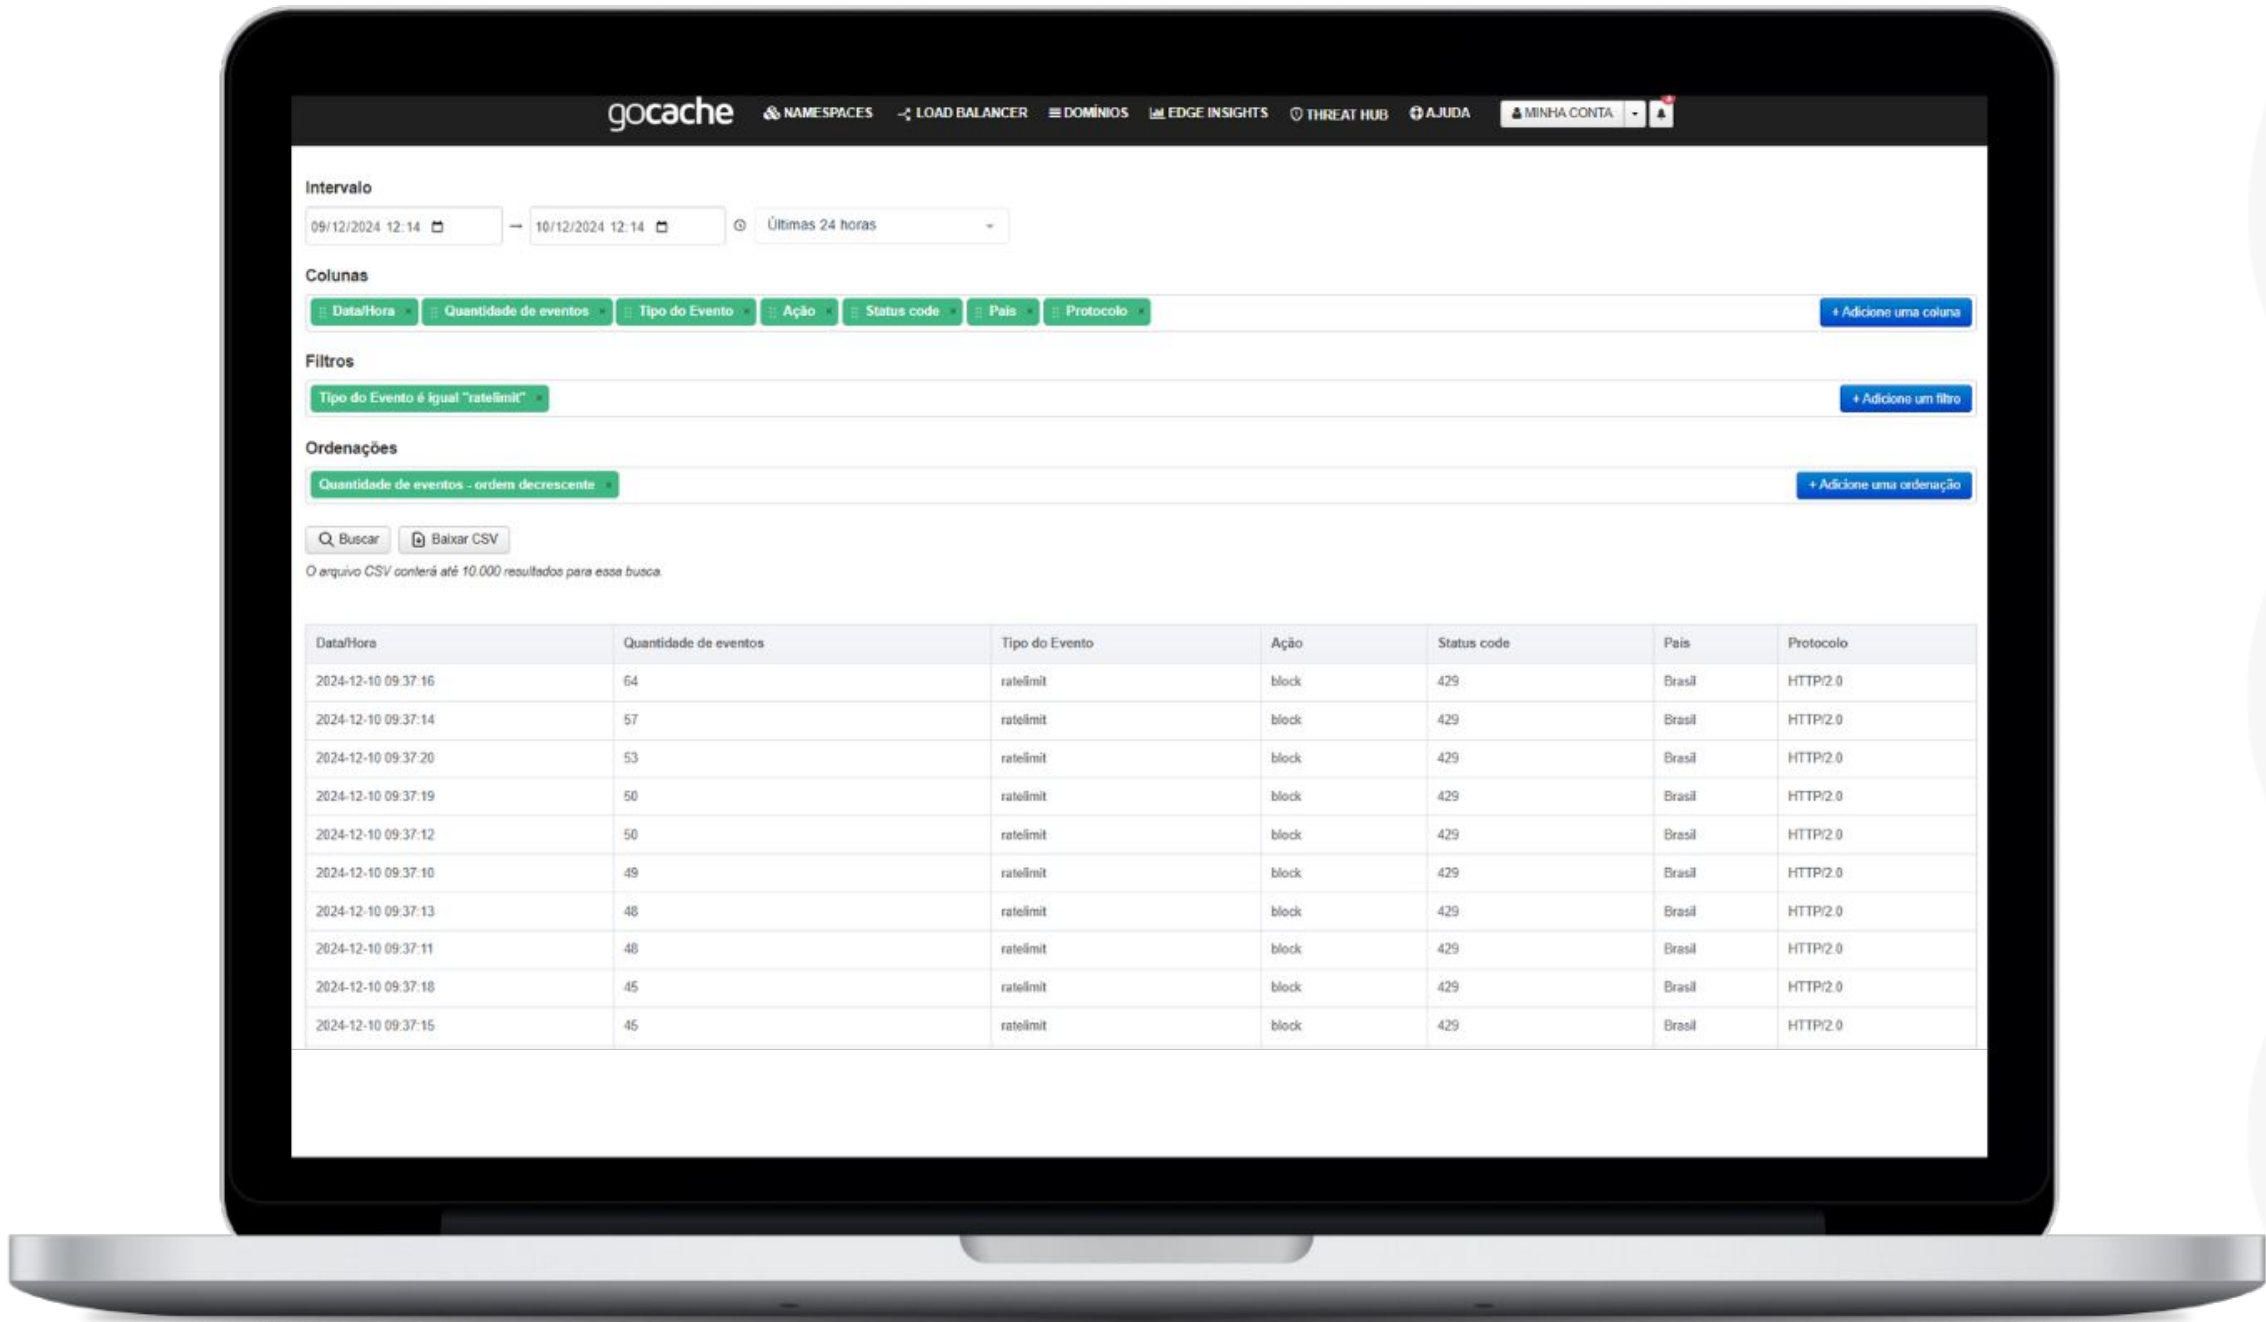 gocache NAMESPACES LOAD BALANCER DOMÍNIOS EDGE INSIGHTS THREAT HUB AJUDA MINHA CONTA
Intervalo
09/12/2024 12:14 → 10/12/2024 12:14 Últimas 24 horas
Colunas
Data/Hora × Quantidade de eventos × Tipo do Evento × Ação × Status code × País × Protocolo × + Adicione uma coluna
Filtros
Tipo do Evento é igual "ratelimit" × + Adicione um filtro
Ordenações
Quantidade de eventos - ordem decrescente × + Adicione uma ordenação
Buscar Baixar CSV
O arquivo CSV conterá até 10.000 resultados para essa busca.
Data/Hora Quantidade de eventos Tipo do Evento Ação Status code País Protocolo
2024-12-10 09:37:16 64 ratelimit block 429 Brasil HTTP/2.0
2024-12-10 09:37:14 57 ratelimit block 429 Brasil HTTP/2.0
2024-12-10 09:37:20 53 ratelimit block 429 Brasil HTTP/2.0
2024-12-10 09:37:19 50 ratelimit block 429 Brasil HTTP/2.0
2024-12-10 09:37:12 50 ratelimit block 429 Brasil HTTP/2.0
2024-12-10 09:37:10 49 ratelimit block 429 Brasil HTTP/2.0
2024-12-10 09:37:13 48 ratelimit block 429 Brasil HTTP/2.0
2024-12-10 09:37:11 48 ratelimit block 429 Brasil HTTP/2.0
2024-12-10 09:37:18 45 ratelimit block 429 Brasil HTTP/2.0
2024-12-10 09:37:15 45 ratelimit block 429 Brasil HTTP/2.0